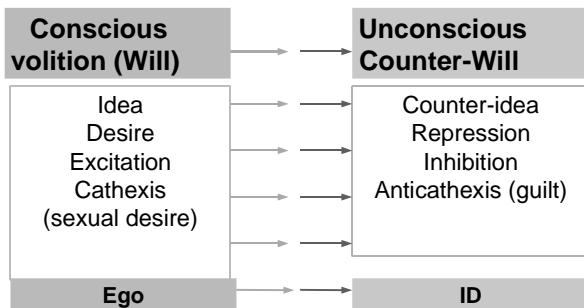 Conscious
volition (Will)
Unconscious
Counter-Will
Idea
Desire
Excitation
Cathexis
(sexual desire)
Counter-idea
Repression
Inhibition
Anticathexis (guilt)
Ego
ID